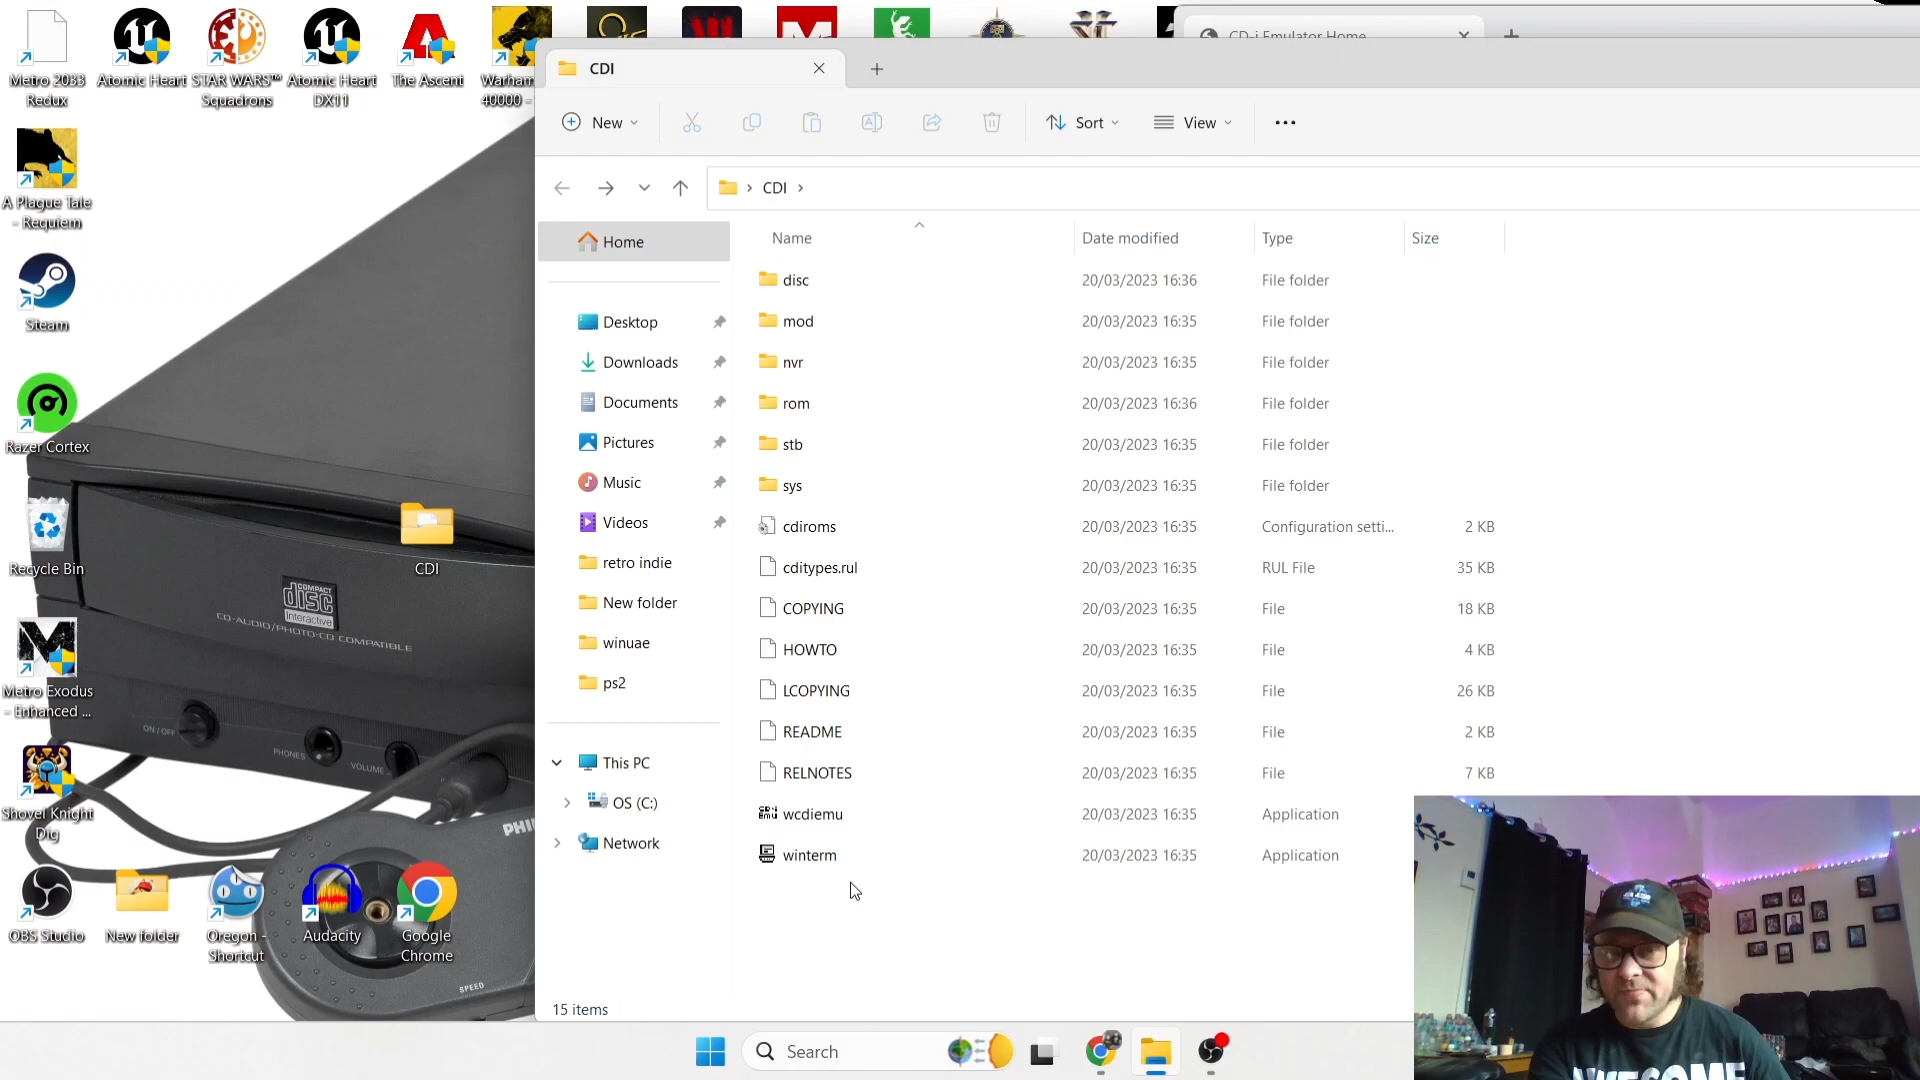 Metro 2033
Redux
Atomic Heart
STAR WARS™
Squadrons
Atomic Heart
DX11
The Ascent
Warham
40000 -
A Plague Tale
- Requiem
Steam
Razer Cortex
Recycle Bin
CDI
Metro Exodus
- Enhanced ...
Shovel Knight
Dig
OBS Studio
New folder
Oregon -
Shortcut
Audacity
Google
Chrome
COMPACT
disc
Interactive
CD-AUDIO/PHOTO-CD COMPATIBLE
ON / OFF
PHONES
VOLUME
PHI
SPEED
CD-i Emulator Home
CDI
New
Sort
View
CDI
Home
Desktop
Downloads
Documents
Pictures
Music
Videos
retro indie
New folder
winuae
ps2
This PC
OS (C:)
Network
Name Date modified Type Size
disc 20/03/2023 16:36 File folder
mod 20/03/2023 16:35 File folder
nvr 20/03/2023 16:35 File folder
rom 20/03/2023 16:36 File folder
stb 20/03/2023 16:35 File folder
sys 20/03/2023 16:35 File folder
cdiroms 20/03/2023 16:35 Configuration setti... 2 KB
cditypes.rul 20/03/2023 16:35 RUL File 35 KB
COPYING 20/03/2023 16:35 File 18 KB
HOWTO 20/03/2023 16:35 File 4 KB
LCOPYING 20/03/2023 16:35 File 26 KB
README 20/03/2023 16:35 File 2 KB
RELNOTES 20/03/2023 16:35 File 7 KB
wcdiemu 20/03/2023 16:35 Application
winterm 20/03/2023 16:35 Application
15 items
Search
AWESOME